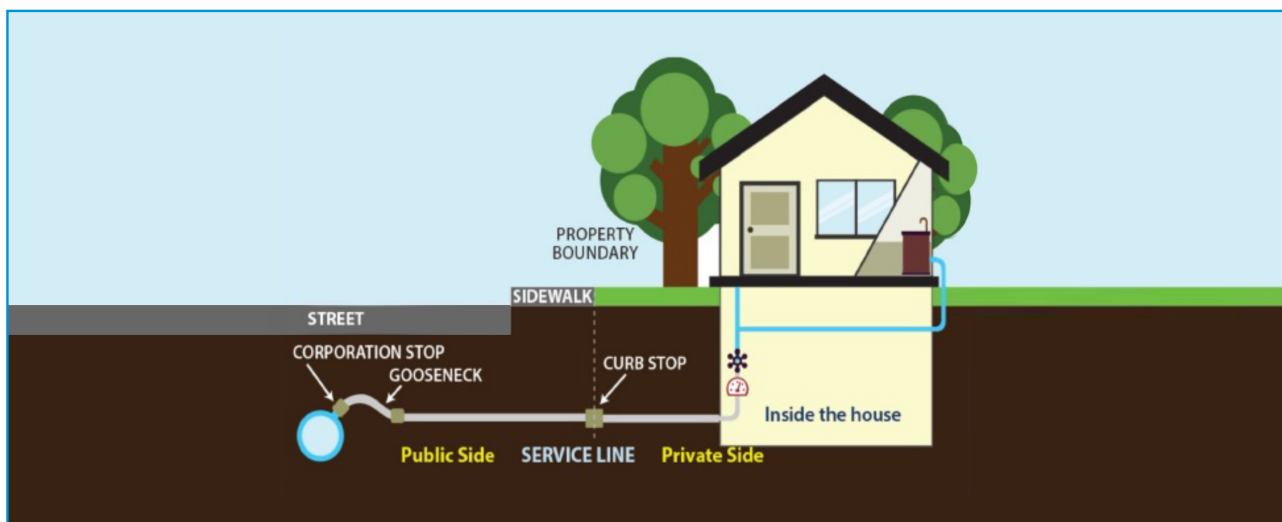 PROPERTY
BOUNDARY
SIDEWALK
STREET
CORPORATION STOP
GOOSENECK
CURB STOP
Inside the house
Public Side
SERVICE LINE
Private Side